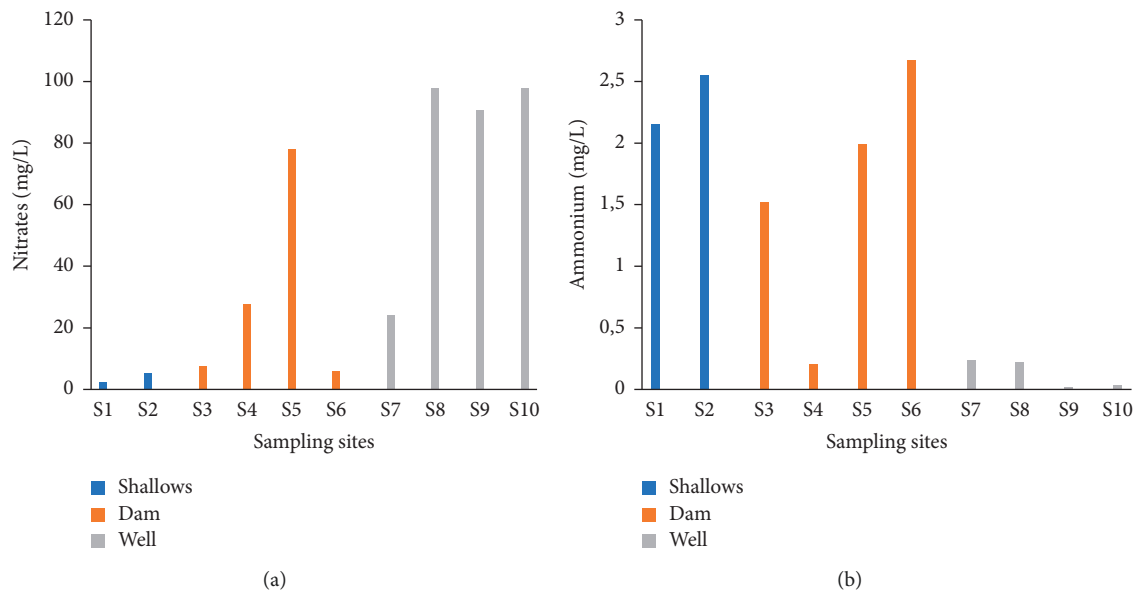 120
100
80
60
40
20
0
Nitrates (mg/L)
S1 S2 S3 S4 S5 S6 S7 S8 S9 S10
Sampling sites
Shallows
Dam
Well
(a)
3
2,5
2
1,5
1
0,5
0
Ammonium (mg/L)
S1 S2 S3 S4 S5 S6 S7 S8 S9 S10
Sampling sites
Shallows
Dam
Well
(b)